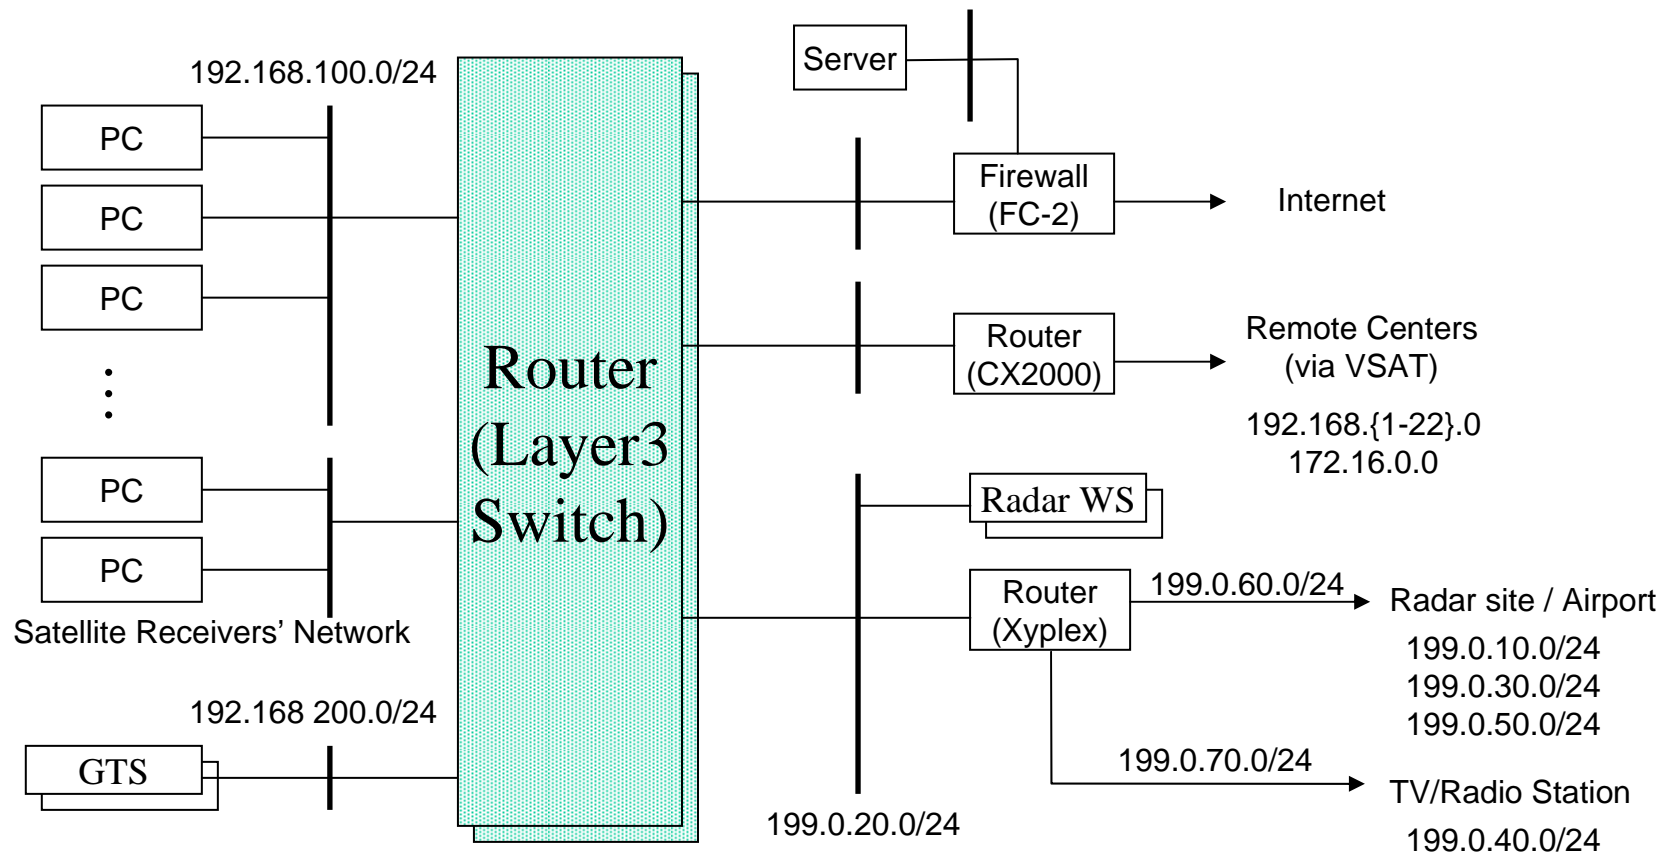 192.168.100.0/24
PC
PC
PC
PC
PC
Satellite Receivers’ Network
192.168 200.0/24
GTS
Router
(Layer3
Switch)
Server
Firewall
(FC-2)
Internet
Router
(CX2000)
Remote Centers
(via VSAT)
192.168.{1-22}.0
172.16.0.0
Radar WS
Router
(Xyplex)
199.0.60.0/24
Radar site / Airport
199.0.10.0/24
199.0.30.0/24
199.0.50.0/24
199.0.70.0/24
TV/Radio Station
199.0.40.0/24
199.0.20.0/24